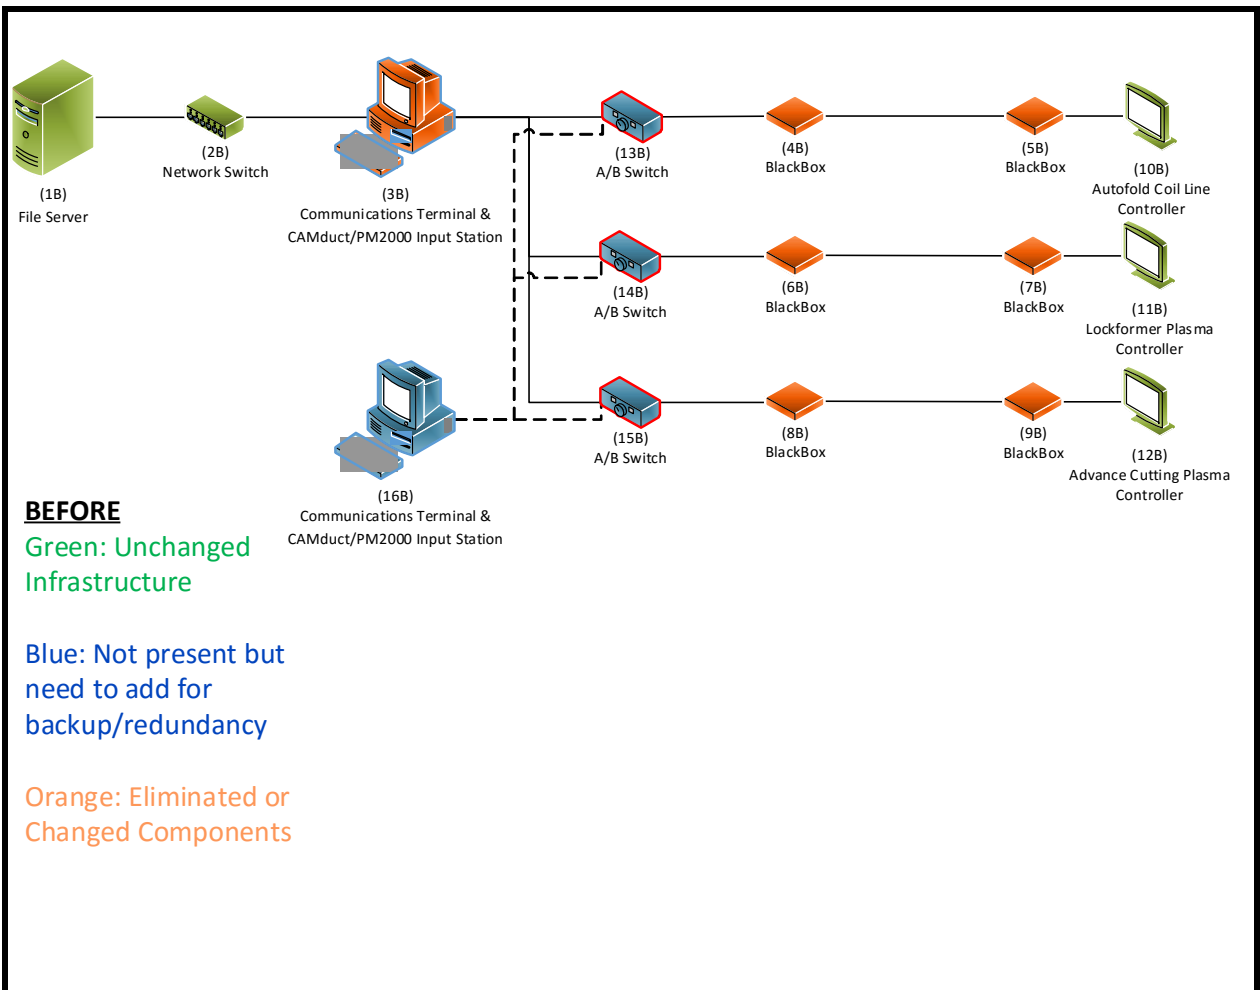 (1B)
File Server
(2B)
Network Switch
(3B)
Communications Terminal &
CAMduct/PM2000 Input Station
(13B)
A/B Switch
(4B)
BlackBox
(5B)
BlackBox
(10B)
Autofold Coil Line
Controller
(14B)
A/B Switch
(6B)
BlackBox
(7B)
BlackBox
(11B)
Lockformer Plasma
Controller
(15B)
A/B Switch
(8B)
BlackBox
(9B)
BlackBox
(12B)
Advance Cutting Plasma
Controller
(16B)
Communications Terminal &
CAMduct/PM2000 Input Station
BEFORE
Green: Unchanged
Infrastructure
Blue: Not present but
need to add for
backup/redundancy
Orange: Eliminated or
Changed Components